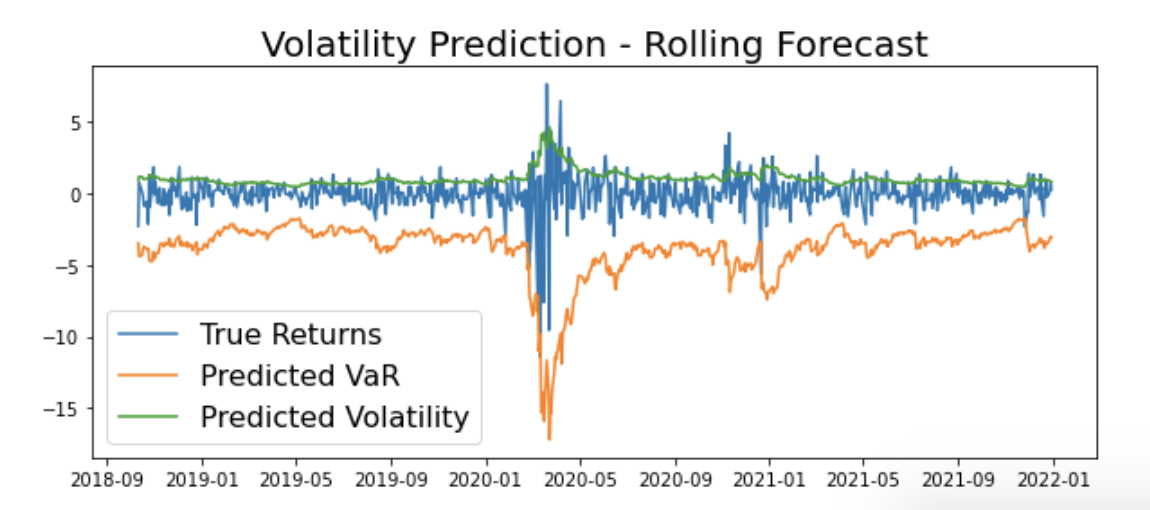 Volatility Prediction - Rolling Forecast
5
0
−5
−10
−15
True Returns
Predicted VaR
Predicted Volatility
2018-09 2019-01 2019-05 2019-09 2020-01 2020-05 2020-09 2021-01 2021-05 2021-09 2022-01